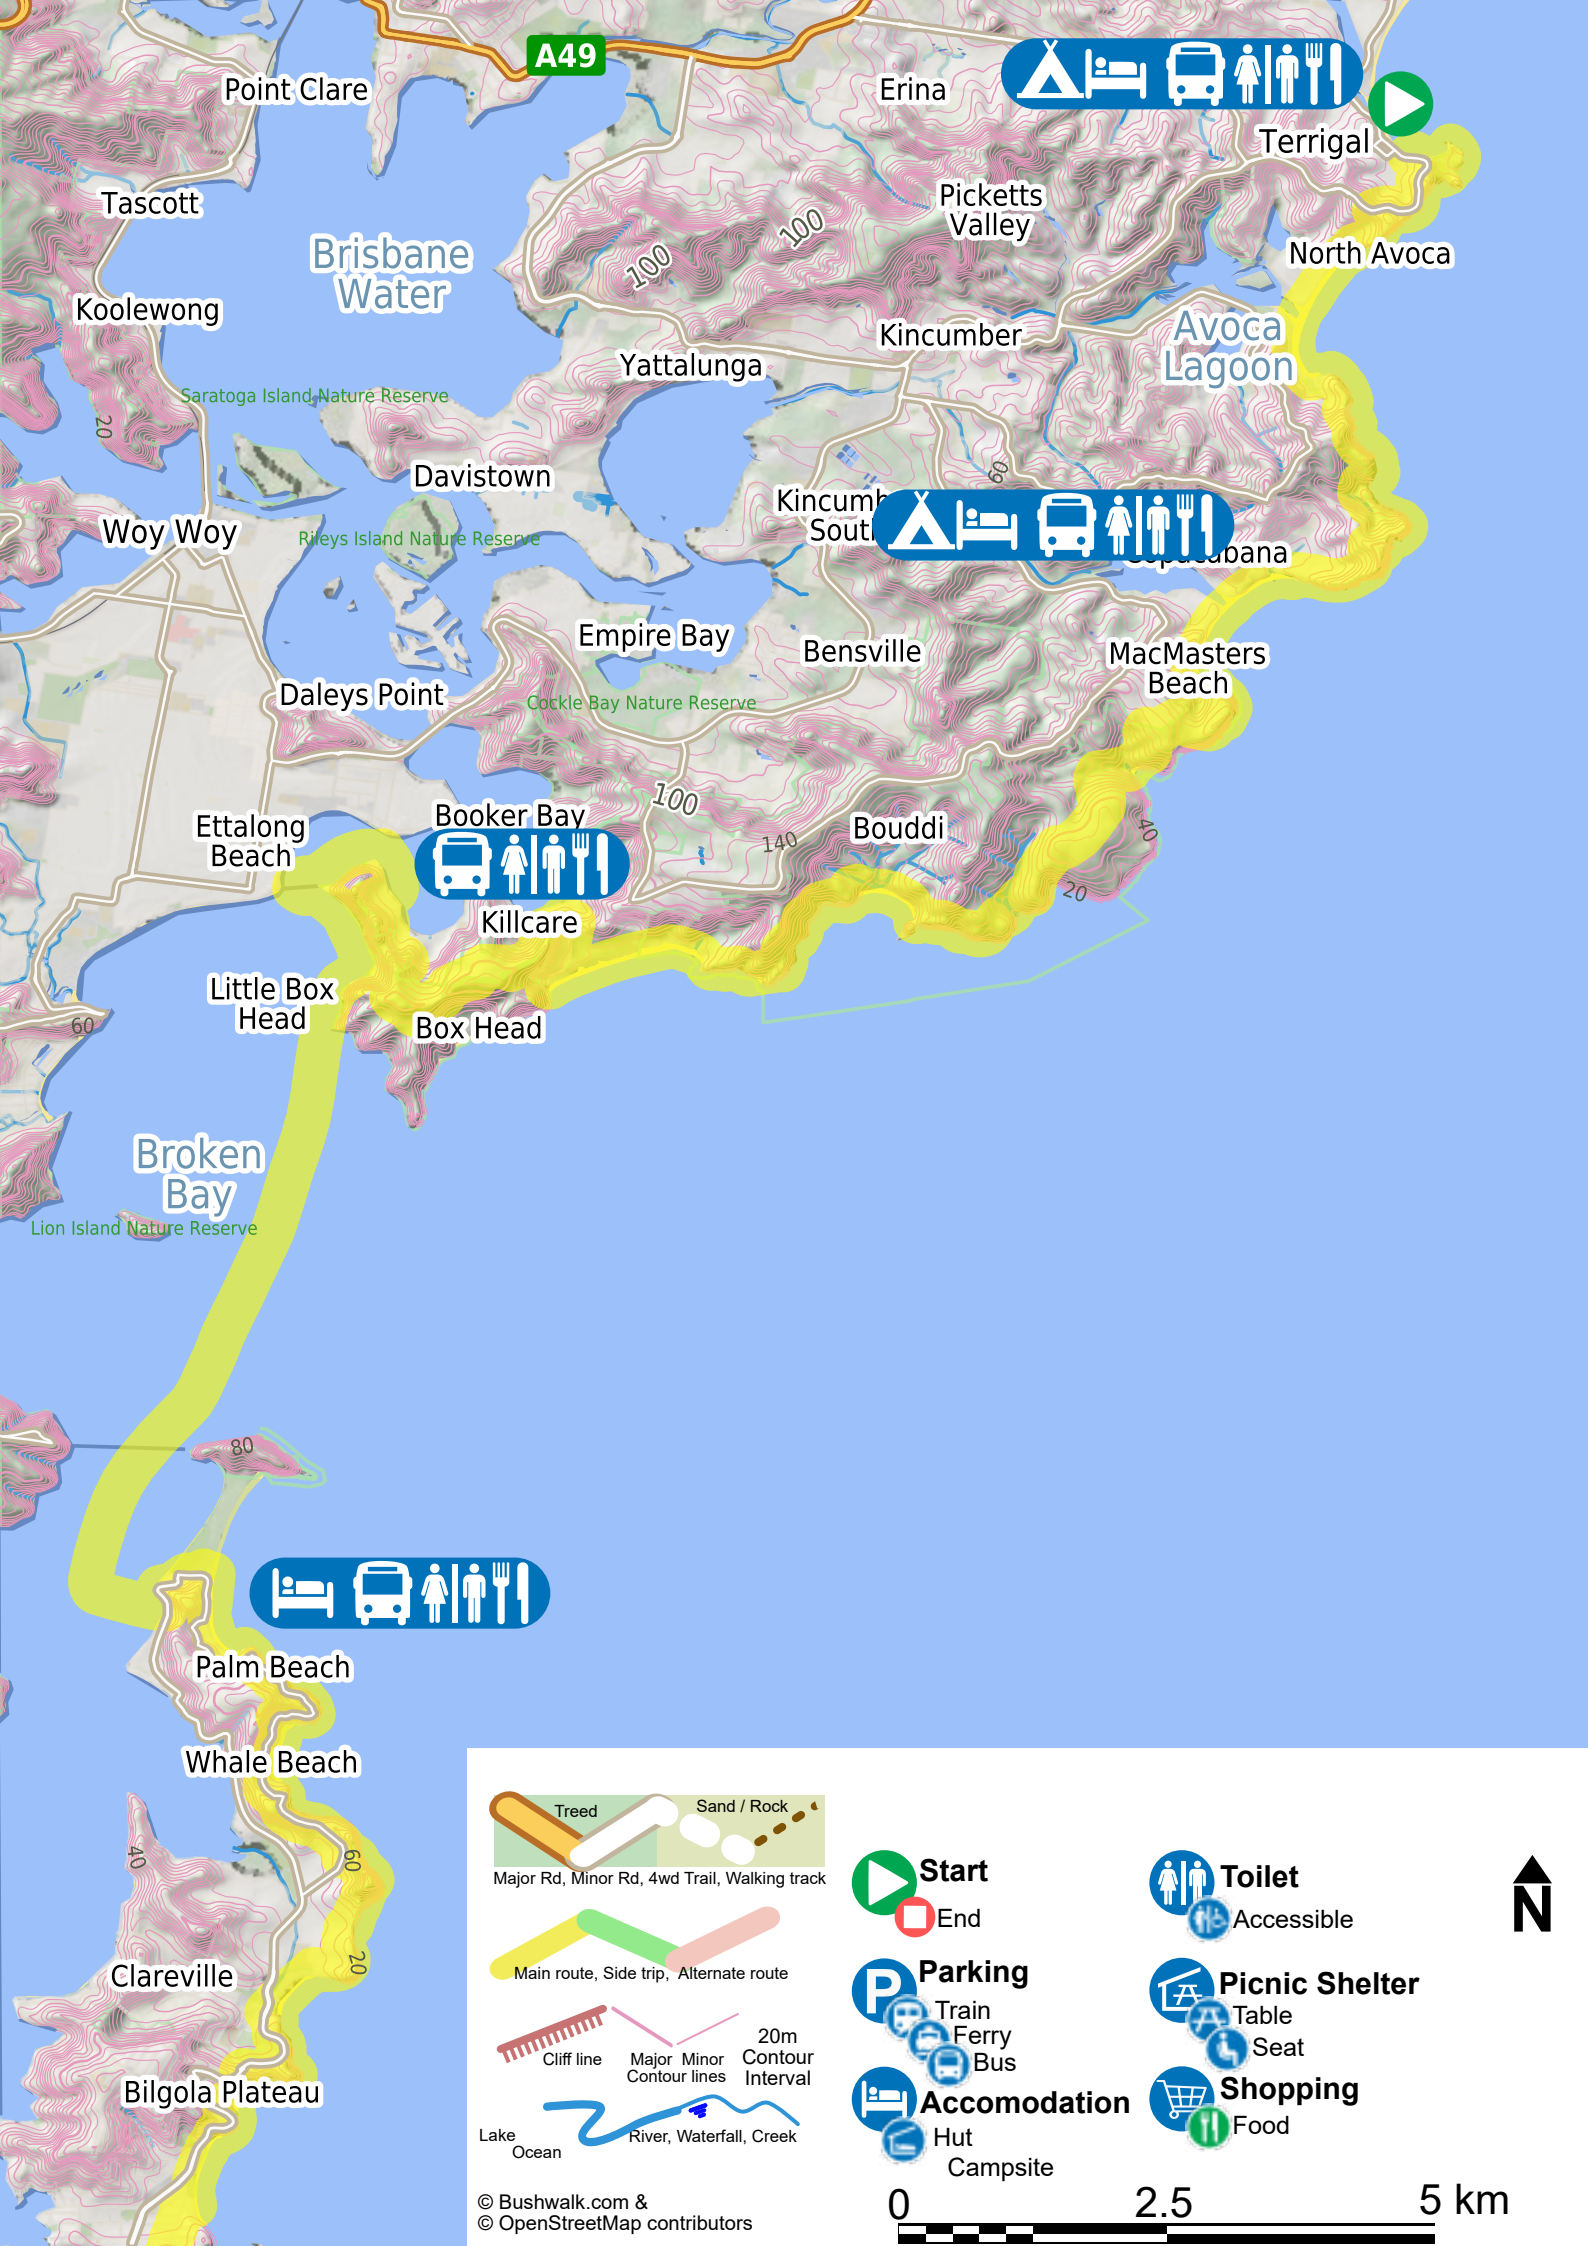 A49
Point Clare
Erina
Terrigal
Tascott
Picketts
Valley
100
100
North Avoca
Brisbane
Water
Koolewong
Kincumber
Avoca
Lagoon
Yattalunga
Saratoga Island Nature Reserve
20
Davistown
60
Kincumb
South
Woy Woy
Rileys Island Nature Reserve
Copacabana
Empire Bay
Bensville
MacMasters
Beach
Daleys Point
Cockle Bay Nature Reserve
100
Booker Bay
Ettalong
Beach
140
Bouddi
40
20
Killcare
Little Box
Head
60
Box Head
Broken
Bay
Lion Island Nature Reserve
80
Palm Beach
Whale Beach
40
60
20
Clareville
Bilgola Plateau
Treed
Sand / Rock
Major Rd, Minor Rd, 4wd Trail, Walking track
Main route, Side trip, Alternate route
Cliff line
Major Minor
Contour lines
20m
Contour
Interval
Lake
Ocean
River, Waterfall, Creek
© Bushwalk.com &
© OpenStreetMap contributors
Start
End
P
Parking
Train
Ferry
Bus
Accomodation
Hut
Campsite
Toilet
Accessible
Picnic Shelter
Table
Seat
Shopping
Food
N
0 2.5 5 km